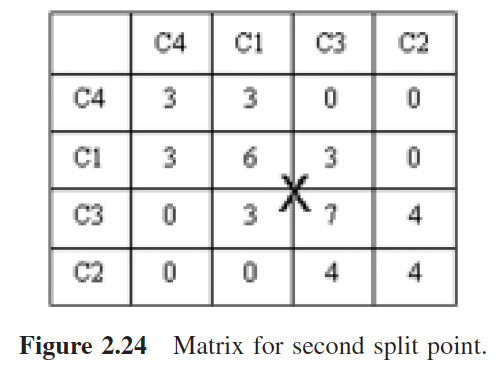 C4 C1 C3 C2
C4 3 3 0 0
C1 3 6 3 0
X
C3 0 3 7 4
C2 0 0 4 4
Figure 2.24 Matrix for second split point.